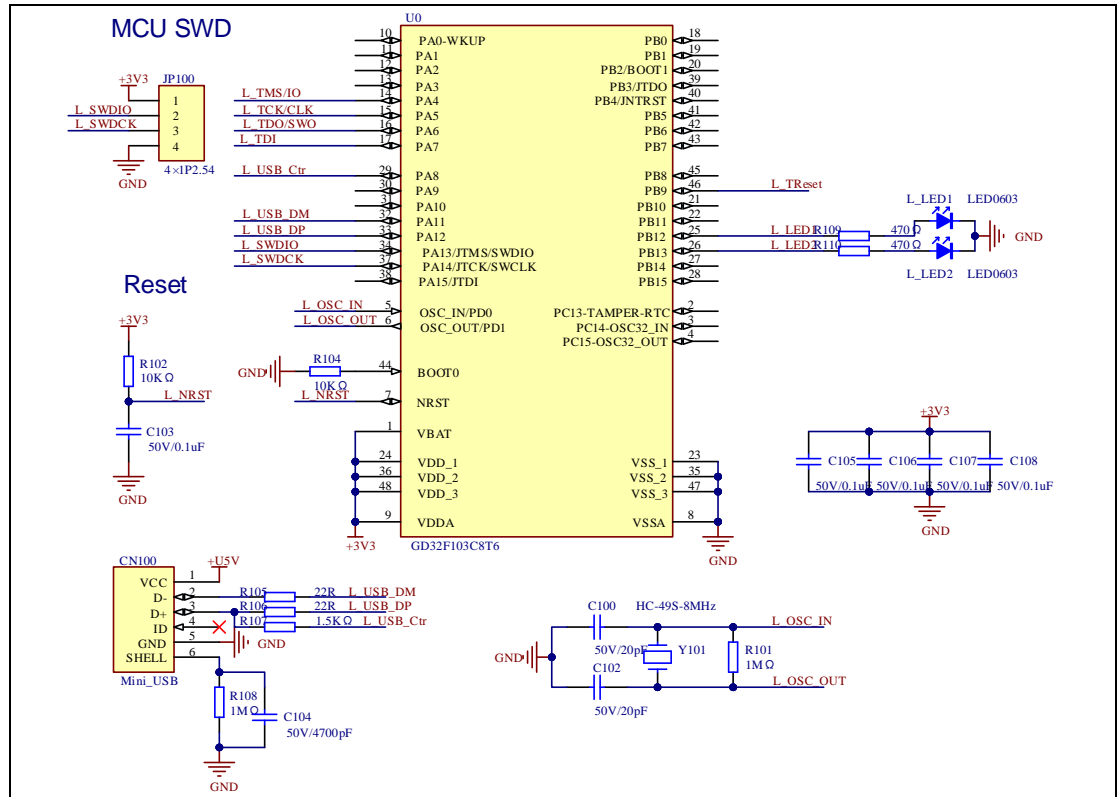 MCU SWD
+3V3
JP100
1
L_SWDIO 2
L_SWDCK 3
4
4×1P2.54
GND
Reset
+3V3
R102
10KΩ
L_NRST
C103
50V/0.1uF
GND
U0
10 PA0-WKUP
11 PA1
12 PA2
13 PA3
L_TMS/IO 14 PA4
L_TCK/CLK 15 PA5
L_TDO/SWO 16 PA6
L_TDI 17 PA7
L_USB_Ctr 29 PA8
30 PA9
31 PA10
L_USB_DM 32 PA11
L_USB_DP 33 PA12
L_SWDIO 34 PA13/JTMS/SWDIO
L_SWDCK 37 PA14/JTCK/SWCLK
38 PA15/JTDI
L_OSC_IN 5 OSC_IN/PD0
L_OSC_OUT 6 OSC_OUT/PD1
GND R104 10KΩ 44 BOOT0
L_NRST 7 NRST
1 VBAT
24 VDD_1
36 VDD_2
48 VDD_3
9 VDDA
+3V3
GD32F103C8T6
PB0 18
PB1 19
PB2/BOOT1 20
PB3/JTDO 39
PB4/JNTRST 40
PB5 41
PB6 42
PB7 43
PB8 45
PB9 46 L_TReset
PB10 21
PB11 22
PB12 25 L_LED1 R109 470Ω
PB13 26 L_LED2 R110 470Ω
PB14 27
PB15 28
PC13-TAMPER-RTC 2
PC14-OSC32_IN 3
PC15-OSC32_OUT 4
VSS_1 23
VSS_2 35
VSS_3 47
VSSA 8
GND
L_LED1 LED0603
GND
L_LED2 LED0603
+3V3
C105 C106 C107 C108
50V/0.1uF 50V/0.1uF 50V/0.1uF 50V/0.1uF
GND
CN100
+U5V
VCC 1
D- 2 R105 22R L_USB_DM
D+ 3 R106 22R L_USB_DP
ID 4 R107 1.5KΩ L_USB_Ctr
GND 5 GND
SHELL 6
Mini_USB
R108
1MΩ
C104
50V/4700pF
GND
C100 HC-49S-8MHz
L_OSC_IN
50V/20pF
GND
Y101
R101
1MΩ
C102
L_OSC_OUT
50V/20pF